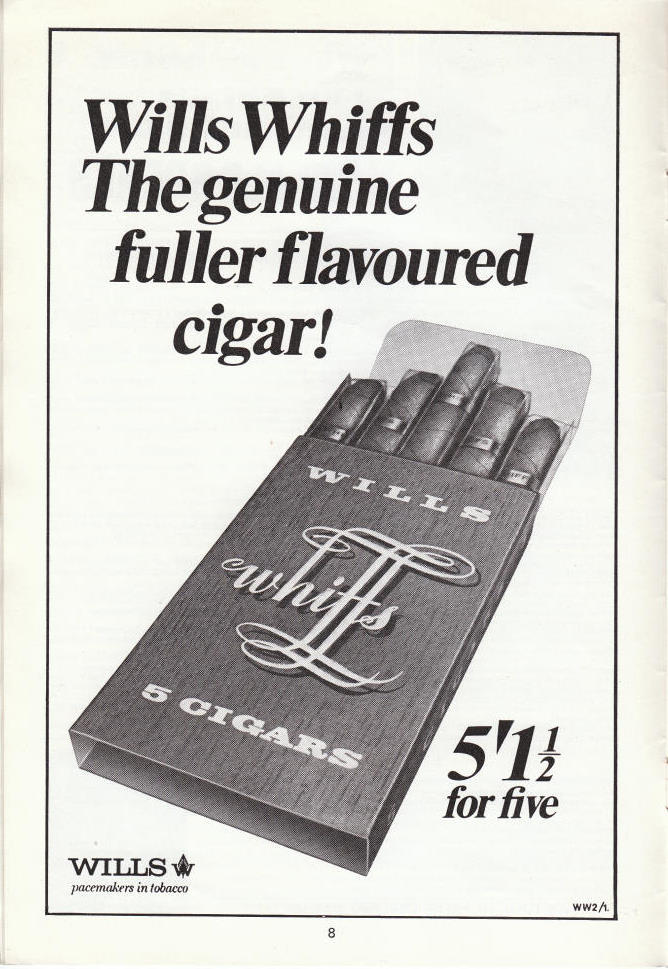 Wills Whiffs
The genuine
fuller flavoured
cigar!
WILLS
whiffs
5 CIGARS
5'1½
for five
WILLS
pacemakers in tobacco
WW2/1.
8